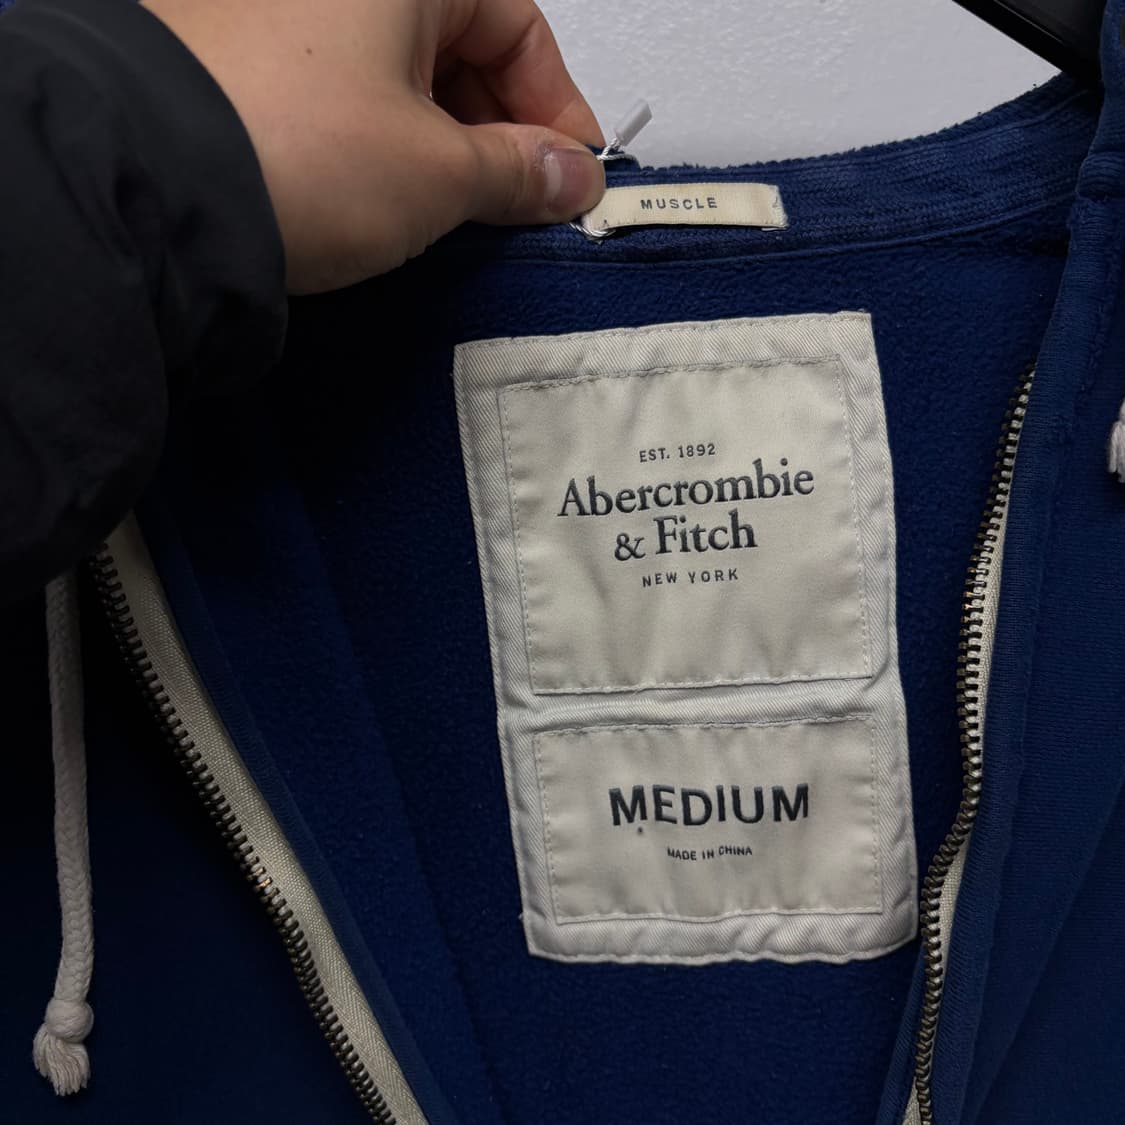 MUSCLE
EST. 1892
Abercrombie
& Fitch
NEW YORK
MEDIUM
MADE IN CHINA